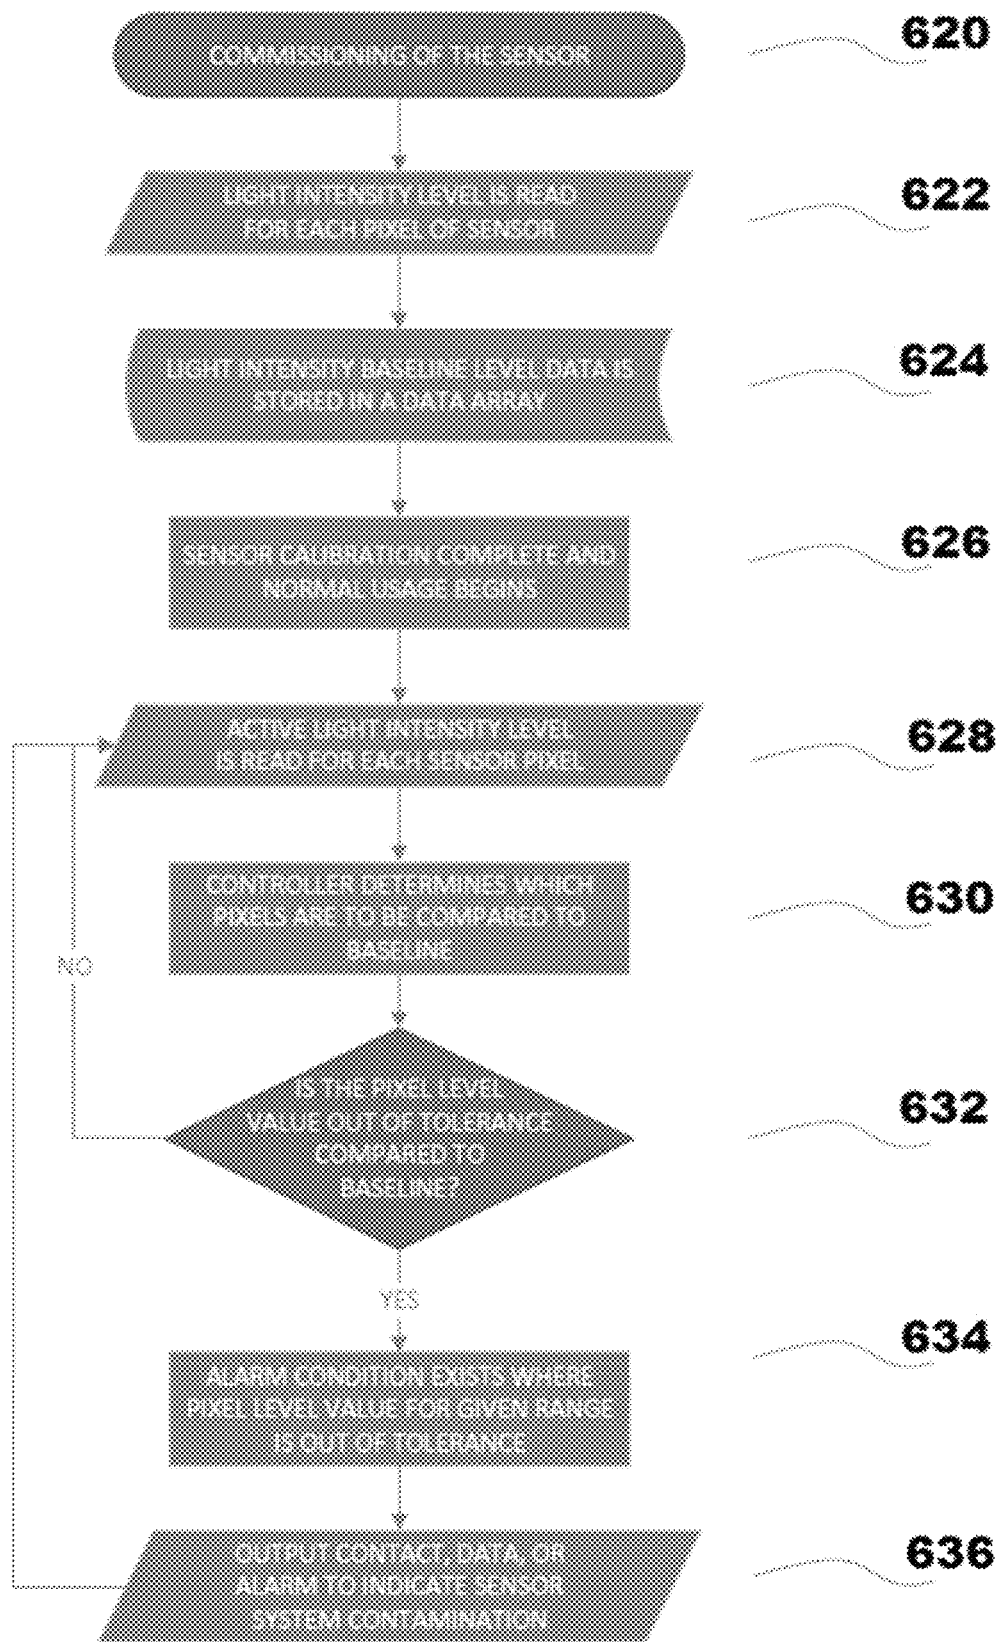 COMMISSIONING OF THE SENSOR
620
LIGHT INTENSITY LEVEL IS READ
FOR EACH PIXEL OF SENSOR
622
LIGHT INTENSITY BASELINE LEVEL DATA IS
STORED IN A DATA ARRAY
624
SENSOR CALIBRATION COMPLETE AND
NORMAL USAGE BEGINS
626
ACTIVE LIGHT INTENSITY LEVEL
IS READ FOR EACH SENSOR PIXEL
628
CONTROLLER DETERMINES WHICH
PIXELS ARE TO BE COMPARED TO
BASELINE
630
NO
IS THE PIXEL LEVEL
VALUE OUT OF TOLERANCE
COMPARED TO
BASELINE?
632
YES
ALARM CONDITION EXISTS WHERE
PIXEL LEVEL VALUE FOR GIVEN RANGE
IS OUT OF TOLERANCE
634
OUTPUT CONTACT, DATA, OR
ALARM TO INDICATE SENSOR
SYSTEM CONTAMINATION
636